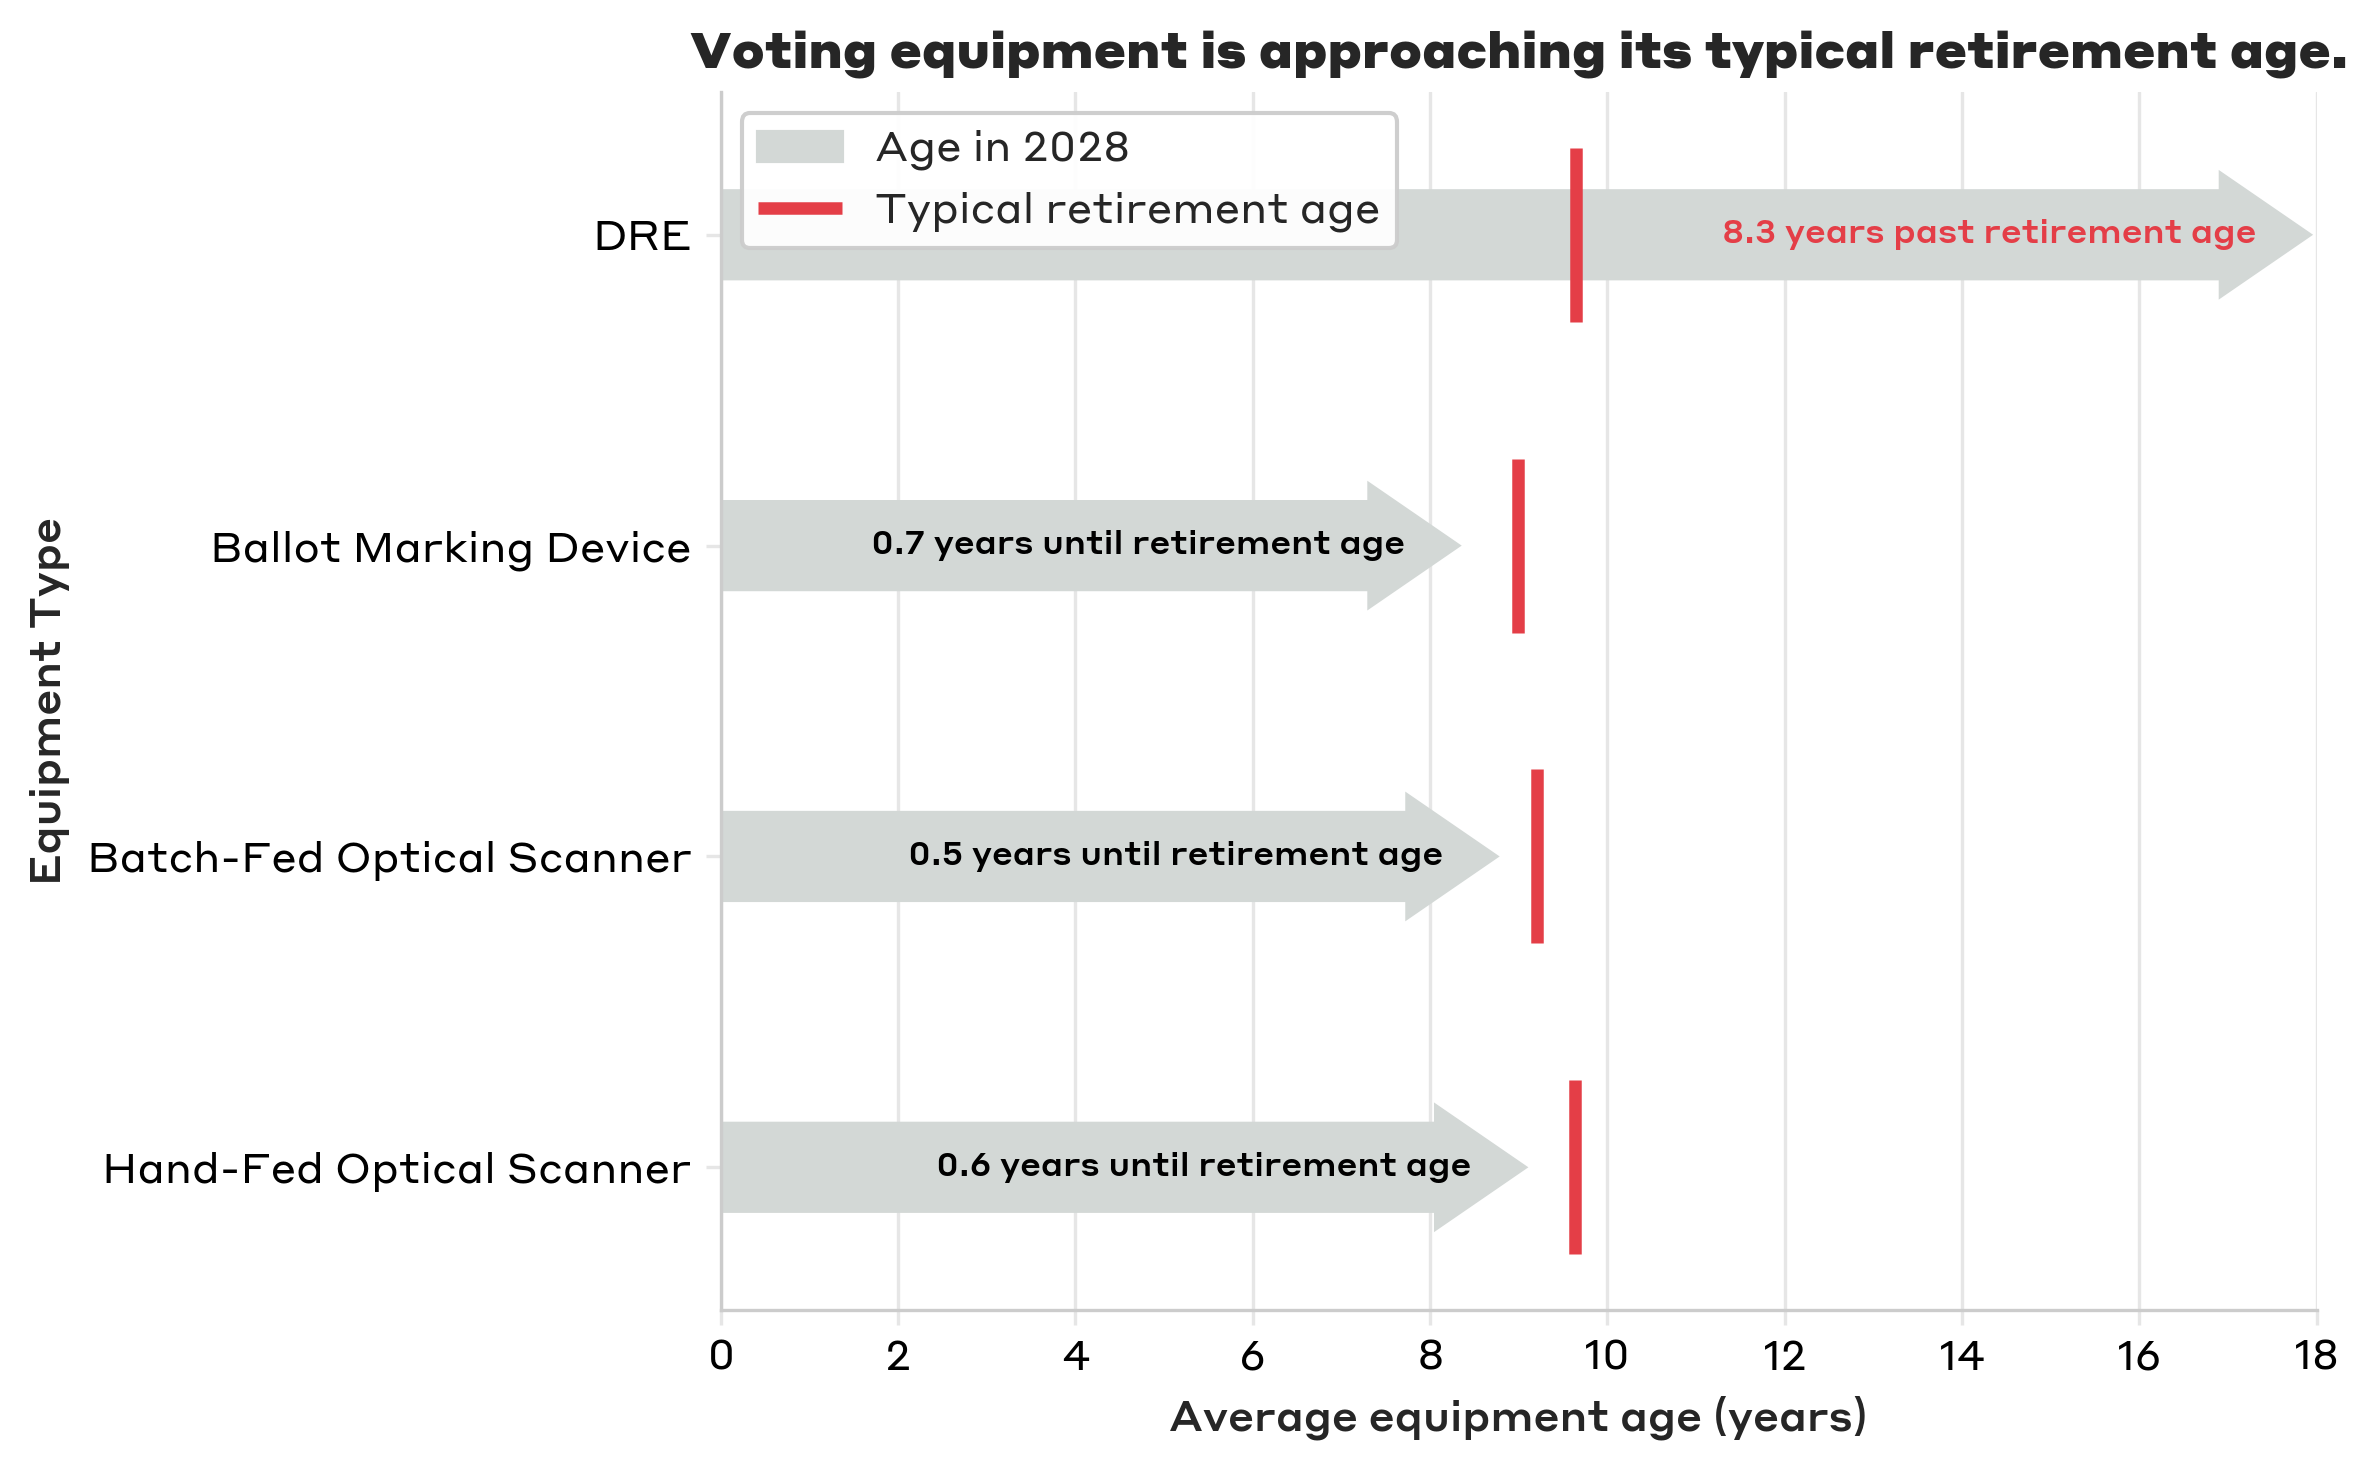 Voting equipment is approaching its typical retirement age.
Age in 2028
Typical retirement age
DRE
8.3 years past retirement age
Ballot Marking Device
0.7 years until retirement age
Batch-Fed Optical Scanner
0.5 years until retirement age
Hand-Fed Optical Scanner
0.6 years until retirement age
Equipment Type
0 2 4 6 8 10 12 14 16 18
Average equipment age (years)